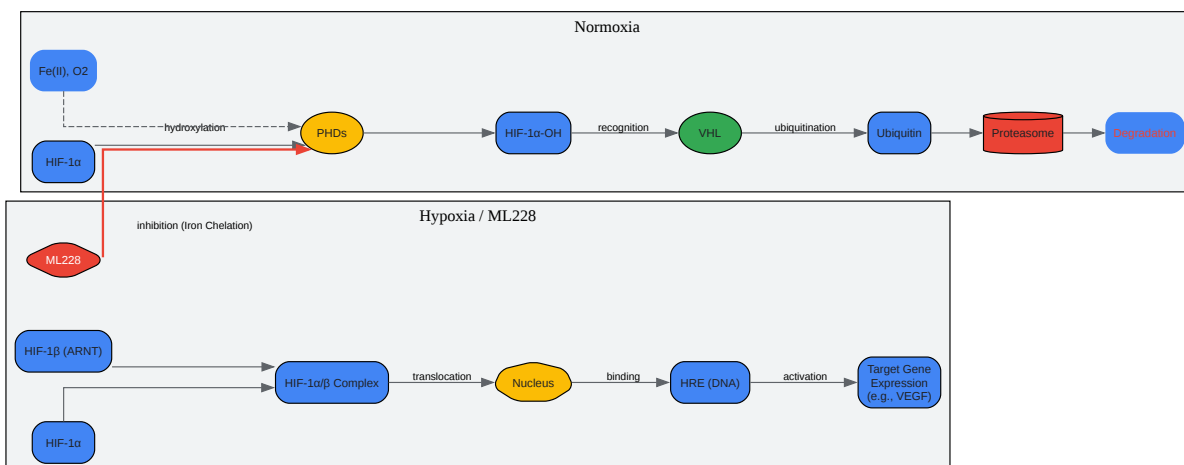 Normoxia
Fe(II), O2
hydroxylation
PHDs
HIF-1α-OH
recognition
VHL
ubiquitination
Ubiquitin
Proteasome
Degradation
HIF-1α
Hypoxia / ML228
inhibition (Iron Chelation)
ML228
HIF-1β (ARNT)
HIF-1α/β Complex
translocation
Nucleus
binding
HRE (DNA)
activation
Target Gene
Expression
(e.g., VEGF)
HIF-1α